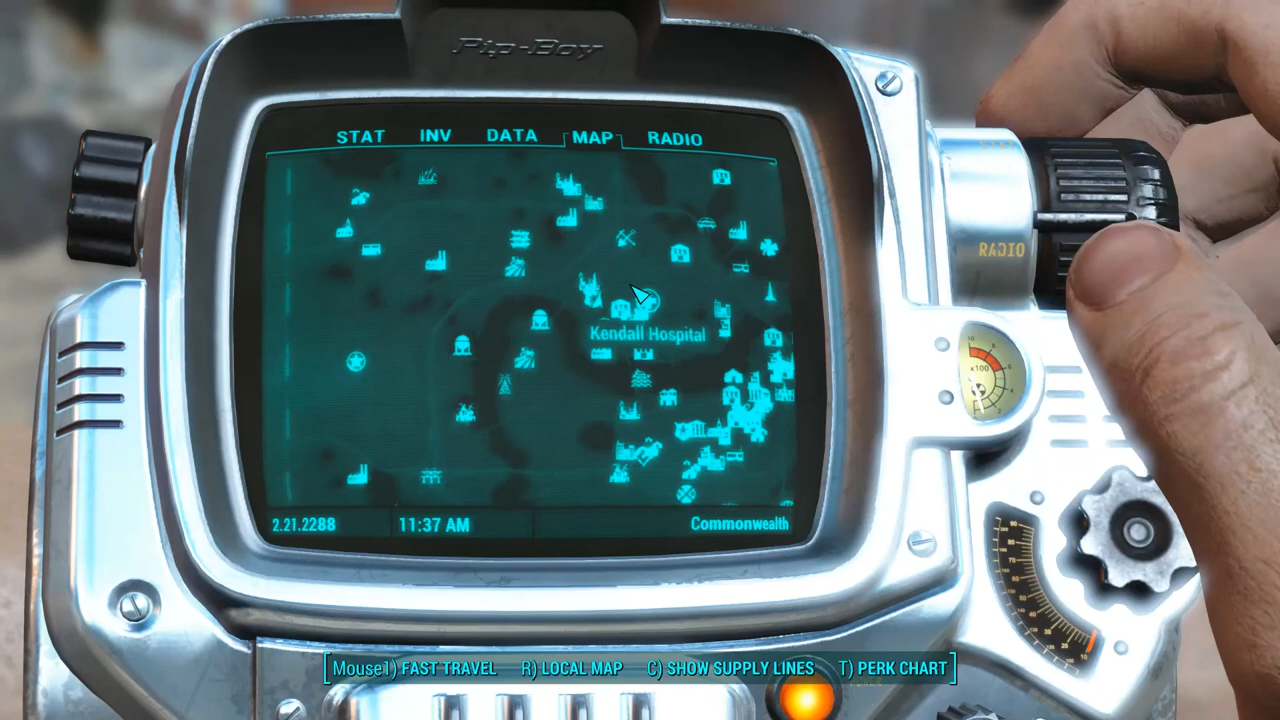 Pip-Boy
STAT INV DATA MAP RADIO
RADIO
Kendall Hospital
x100
2.21.2288 11:37 AM Commonwealth
[Mouse1) FAST TRAVEL R) LOCAL MAP C) SHOW SUPPLY LINES T) PERK CHART]